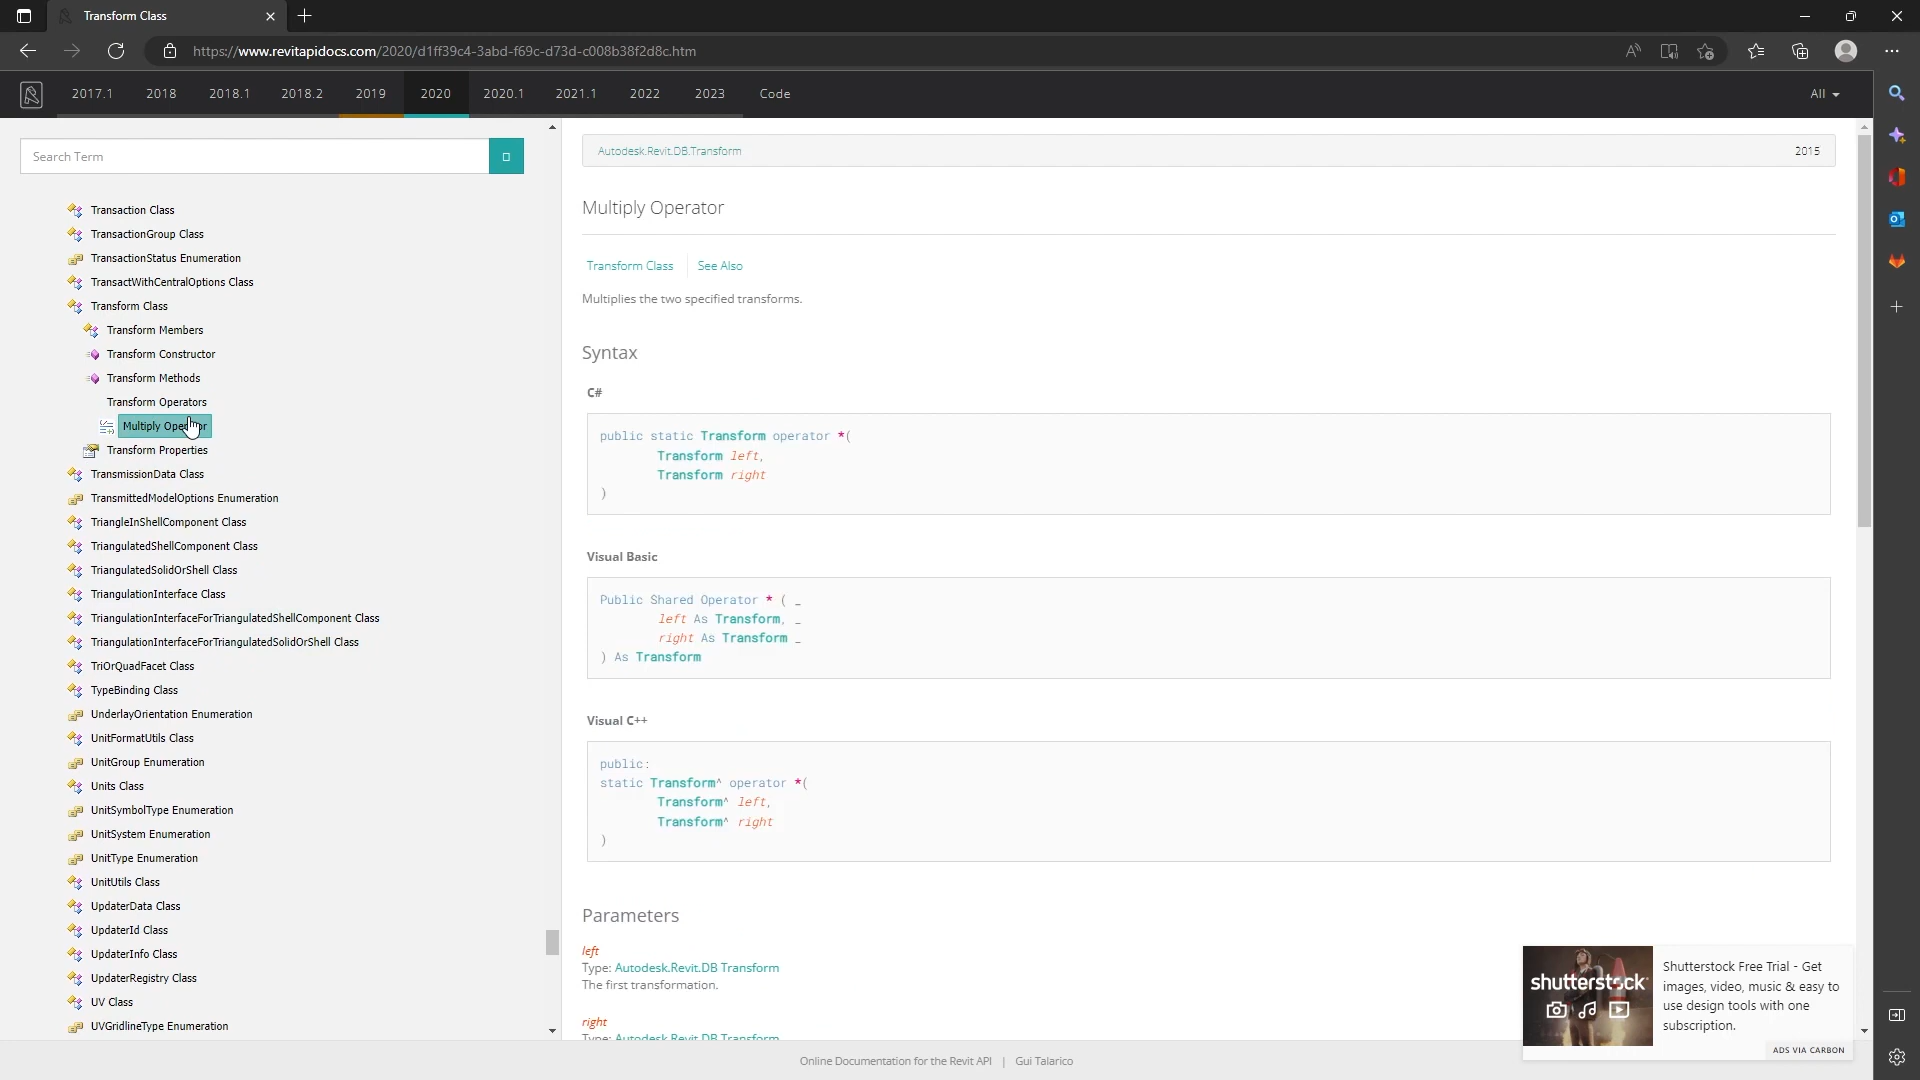 Transform Class
https://www.revitapidocs.com/2020/d1ff39c4-3abd-f69c-d73d-c008b38f2d8c.htm
2017.1 2018 2018.1 2018.2 2019 2020 2020.1 2021.1 2022 2023 Code All
Search Term
Transaction Class
TransactionGroup Class
TransactionStatus Enumeration
TransactWithCentralOptions Class
Transform Class
Transform Members
Transform Constructor
Transform Methods
Transform Operators
Multiply Operator
Transform Properties
TransmissionData Class
TransmittedModelOptions Enumeration
TriangleInShellComponent Class
TriangulatedShellComponent Class
TriangulatedSolidOrShell Class
TriangulationInterface Class
TriangulationInterfaceForTriangulatedShellComponent Class
TriangulationInterfaceForTriangulatedSolidOrShell Class
TriOrQuadFacet Class
TypeBinding Class
UnderlayOrientation Enumeration
UnitFormatUtils Class
UnitGroup Enumeration
Units Class
UnitSymbolType Enumeration
UnitSystem Enumeration
UnitType Enumeration
UnitUtils Class
UpdaterData Class
UpdaterId Class
UpdaterInfo Class
UpdaterRegistry Class
UV Class
UVGridlineType Enumeration
Autodesk.Revit.DB.Transform 2015
Multiply Operator
Transform Class See Also
Multiplies the two specified transforms.
Syntax
C#
public static Transform operator *(
Transform left,
Transform right
)
Visual Basic
Public Shared Operator * ( _
left As Transform, _
right As Transform _
) As Transform
Visual C++
public:
static Transform^ operator *(
Transform^ left,
Transform^ right
)
Parameters
left
Type: Autodesk.Revit.DB Transform
The first transformation.
right
Type: Autodesk.Revit.DB Transform
shutterstock
Shutterstock Free Trial - Get
images, video, music & easy to
use design tools with one
subscription.
ADS VIA CARBON
Online Documentation for the Revit API | Gui Talarico